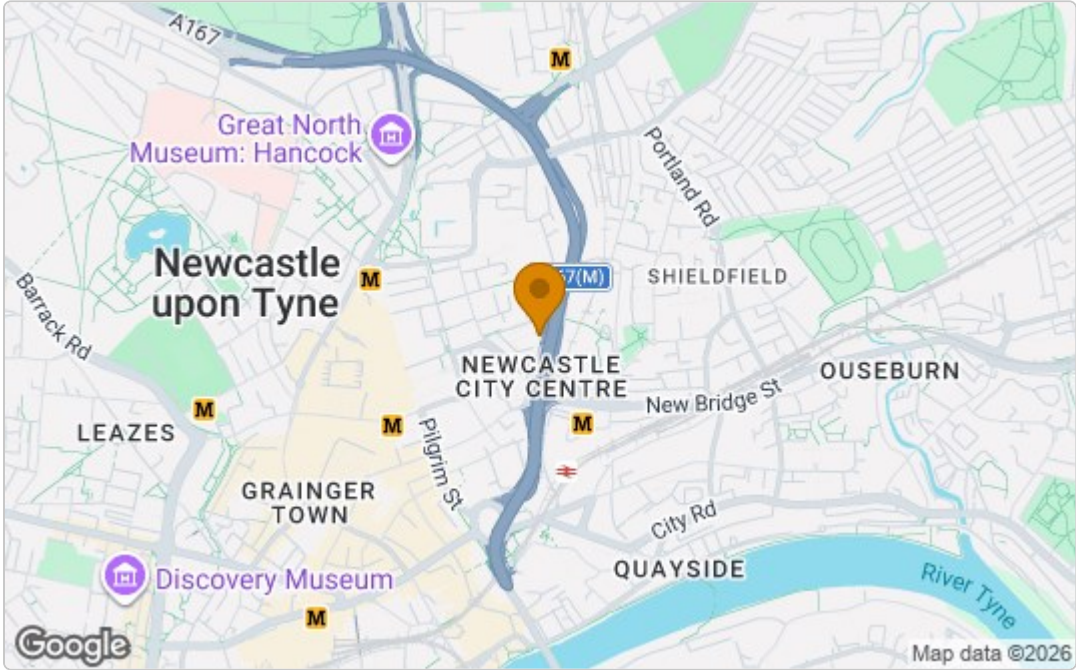 A167
M
Great North
Museum: Hancock
Portland Rd
Newcastle
upon Tyne
M
67(M)
SHIELDFIELD
Barrack Rd
NEWCASTLE
CITY CENTRE
OUSEBURN
New Bridge St
M
M
M
LEAZES
Pilgrim St
GRAINGER
TOWN
City Rd
QUAYSIDE
Discovery Museum
River Tyne
M
Google
Map data ©2026